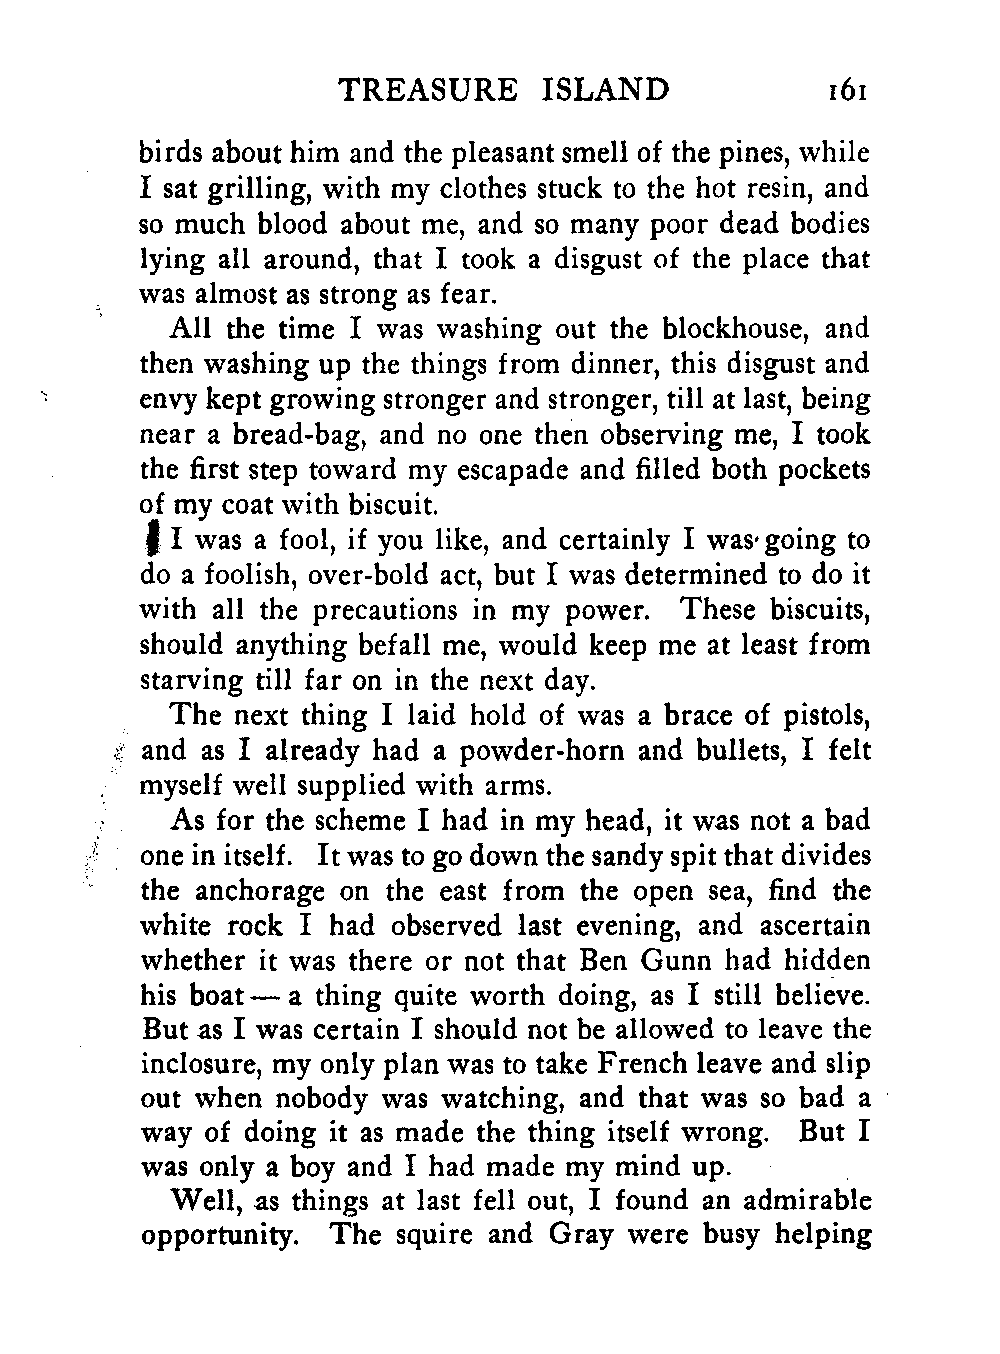 TREASURE ISLAND 161
birds about him and the pleasant smell of the pines, while
I sat grilling, with my clothes stuck to the hot resin, and
so much blood about me, and so many poor dead bodies
lying all around, that I took a disgust of the place that
was almost as strong as fear.
All the time I was washing out the blockhouse, and
then washing up the things from dinner, this disgust and
envy kept growing stronger and stronger, till at last, being
near a bread-bag, and no one then observing me, I took
the first step toward my escapade and filled both pockets
of my coat with biscuit.
I was a fool, if you like, and certainly I was going to
do a foolish, over-bold act, but I was determined to do it
with all the precautions in my power. These biscuits,
should anything befall me, would keep me at least from
starving till far on in the next day.
The next thing I laid hold of was a brace of pistols,
and as I already had a powder-horn and bullets, I felt
myself well supplied with arms.
As for the scheme I had in my head, it was not a bad
one in itself. It was to go down the sandy spit that divides
the anchorage on the east from the open sea, find the
white rock I had observed last evening, and ascertain
whether it was there or not that Ben Gunn had hidden
his boat — a thing quite worth doing, as I still believe.
But as I was certain I should not be allowed to leave the
inclosure, my only plan was to take French leave and slip
out when nobody was watching, and that was so bad a
way of doing it as made the thing itself wrong. But I
was only a boy and I had made my mind up.
Well, as things at last fell out, I found an admirable
opportunity. The squire and Gray were busy helping